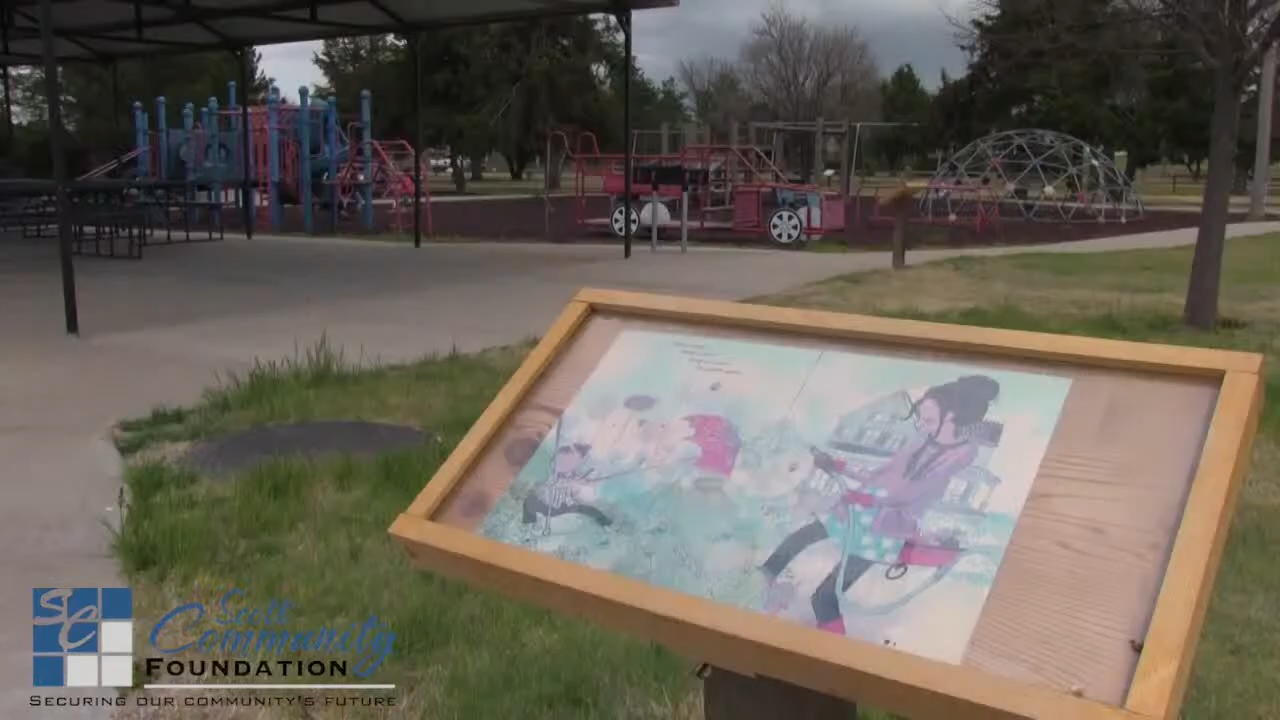 SC
Scott
Community
FOUNDATION
SECURING OUR COMMUNITY'S FUTURE